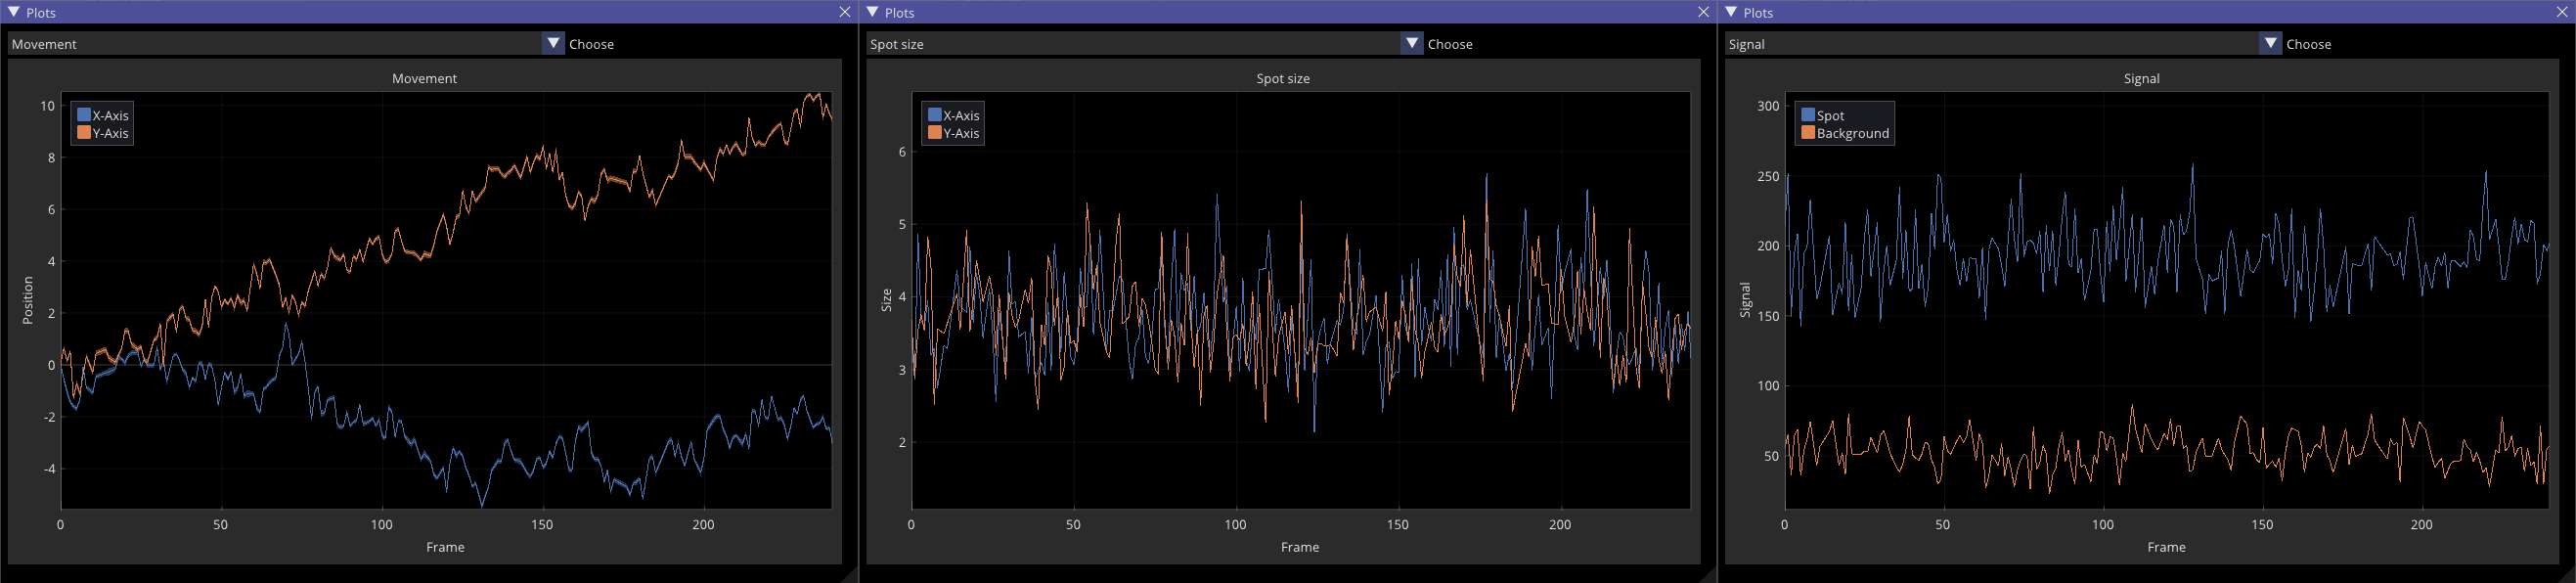 Plots
Movement
Choose
Movement
X-Axis
Y-Axis
10
8
6
4
2
0
-2
-4
Position
0 50 100 150 200
Frame
Plots
Spot size
Choose
Spot size
X-Axis
Y-Axis
6
5
4
3
2
Size
0 50 100 150 200
Frame
Plots
Signal
Choose
Signal
Spot
Background
300
250
200
150
100
50
Signal
0 50 100 150 200
Frame